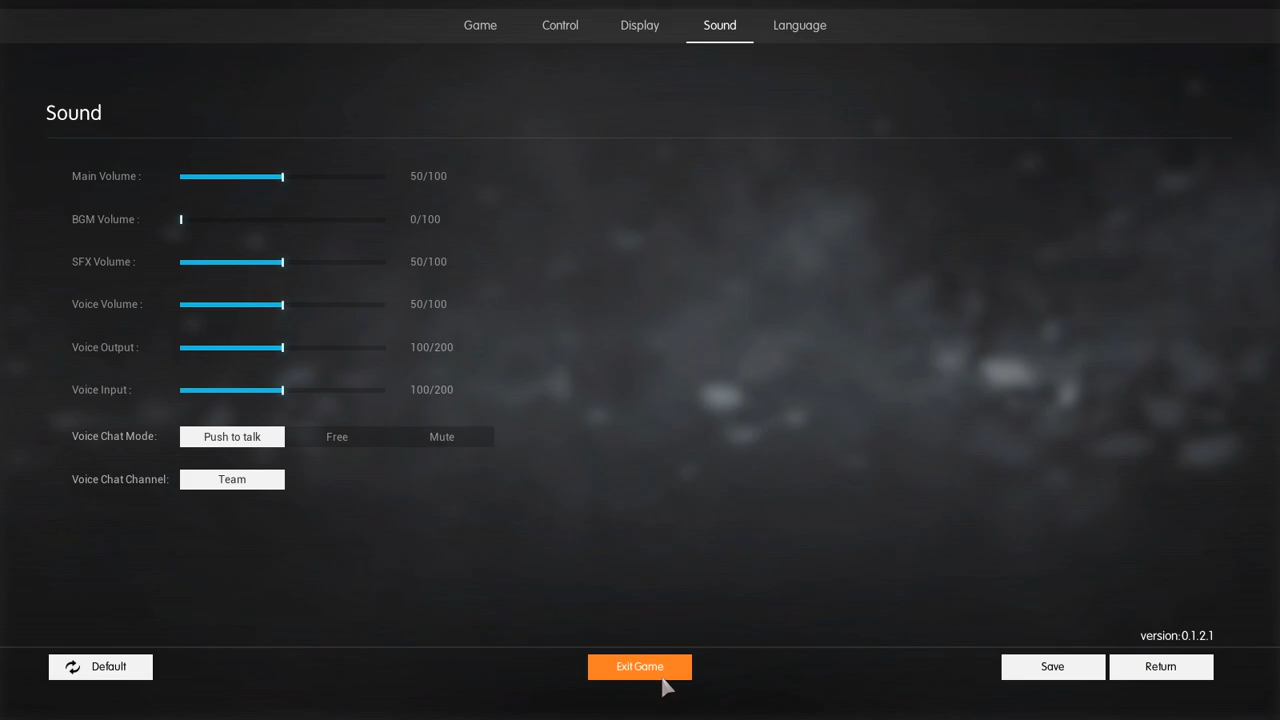 Game Control Display Sound Language
Sound
Main Volume : 50/100
BGM Volume : 0/100
SFX Volume : 50/100
Voice Volume : 50/100
Voice Output : 100/200
Voice Input : 100/200
Voice Chat Mode: Push to talk Free Mute
Voice Chat Channel: Team
version:0.1.2.1
Default Exit Game Save Return